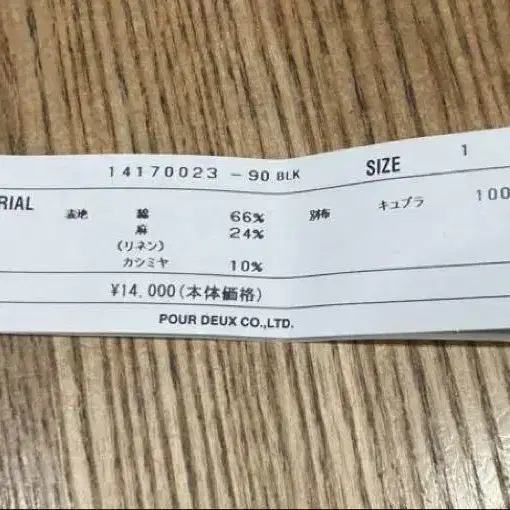 14170023 - 90 BLK SIZE 1
RIAL 表地 綿 66% 別布 キュプラ 100
麻 24%
(リネン)
カシミヤ 10%
¥14,000(本体価格)
POUR DEUX CO.,LTD.